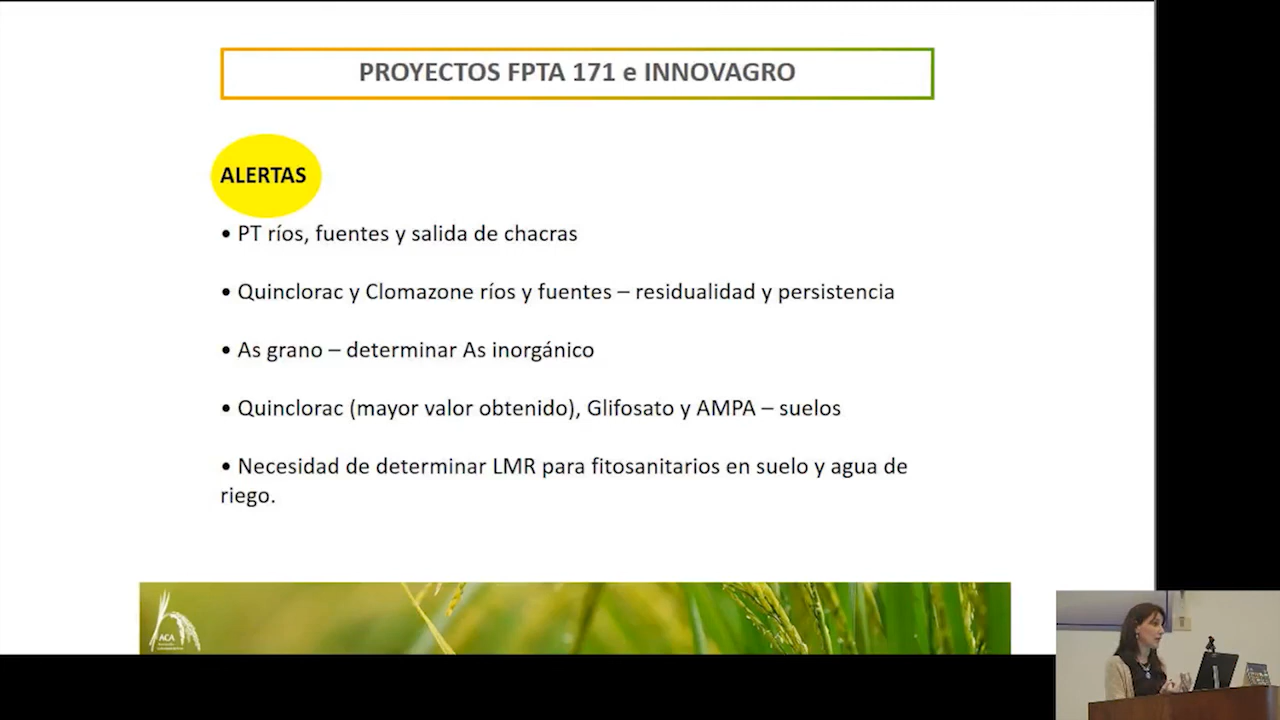 PROYECTOS FPTA 171 e INNOVAGRO
ALERTAS
• PT ríos, fuentes y salida de chacras
• Quinclorac y Clomazone ríos y fuentes – residualidad y persistencia
• As grano – determinar As inorgánico
• Quinclorac (mayor valor obtenido), Glifosato y AMPA – suelos
• Necesidad de determinar LMR para fitosanitarios en suelo y agua de
riego.
ACA